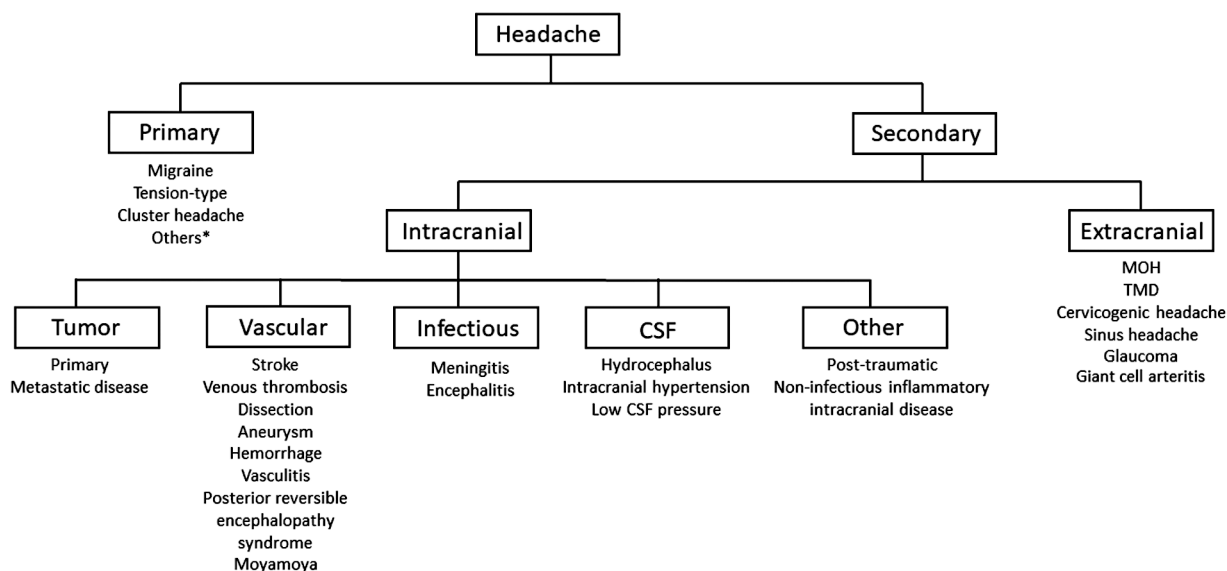 Headache
Primary
Migraine
Tension-type
Cluster headache
Others*
Secondary
Intracranial
Tumor
Primary
Metastatic disease
Vascular
Stroke
Venous thrombosis
Dissection
Aneurysm
Hemorrhage
Vasculitis
Posterior reversible
encephalopathy
syndrome
Moyamoya
Infectious
Meningitis
Encephalitis
CSF
Hydrocephalus
Intracranial hypertension
Low CSF pressure
Other
Post-traumatic
Non-infectious inflammatory
intracranial disease
Extracranial
MOH
TMD
Cervicogenic headache
Sinus headache
Glaucoma
Giant cell arteritis